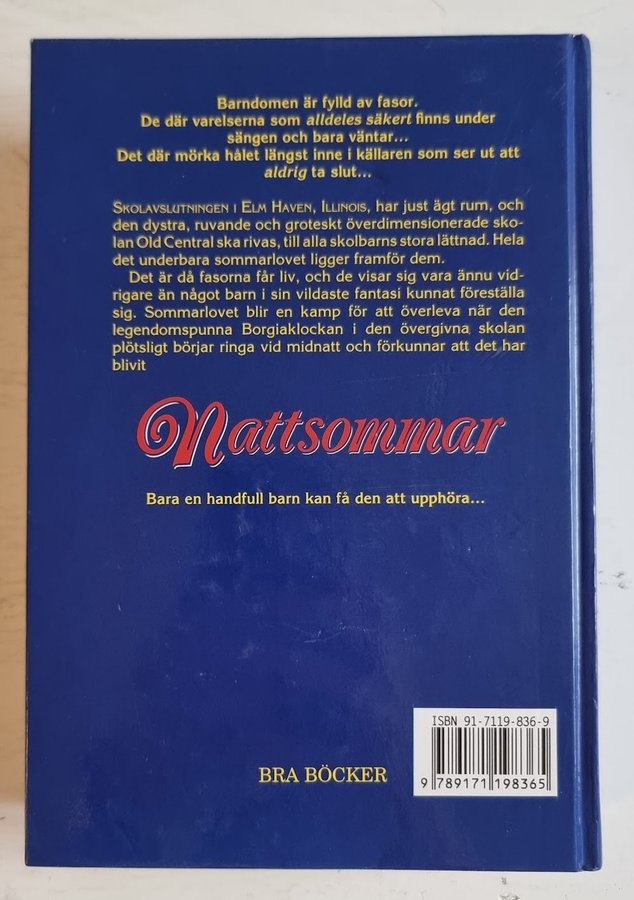 Barndomen är fylld av fasor.
De där varelserna som alldeles säkert finns under
sängen och bara väntar...
Det där mörka hålet längst inne i källaren som ser ut att
aldrig ta slut...
SKOLAVSLUTNINGEN I ELM HAVEN, ILLINOIS, har just ägt rum, och
den dystra, ruvande och groteskt överdimensionerade sko-
lan Old Central ska rivas, till alla skolbarns stora lättnad. Hela
det underbara sommarlovet ligger framför dem.
Det är då fasorna får liv, och de visar sig vara ännu vid-
rigare än något barn i sin vildaste fantasi kunnat föreställa
sig. Sommarlovet blir en kamp för att överleva när den
legendomspunna Borgiaklockan i den övergivna skolan
plötsligt börjar ringa vid midnatt och förkunnar att det har
blivit
Nattsommar
Bara en handfull barn kan få den att upphöra...
ISBN 91-7119-836-9
9 789171 198365
BRA BÖCKER